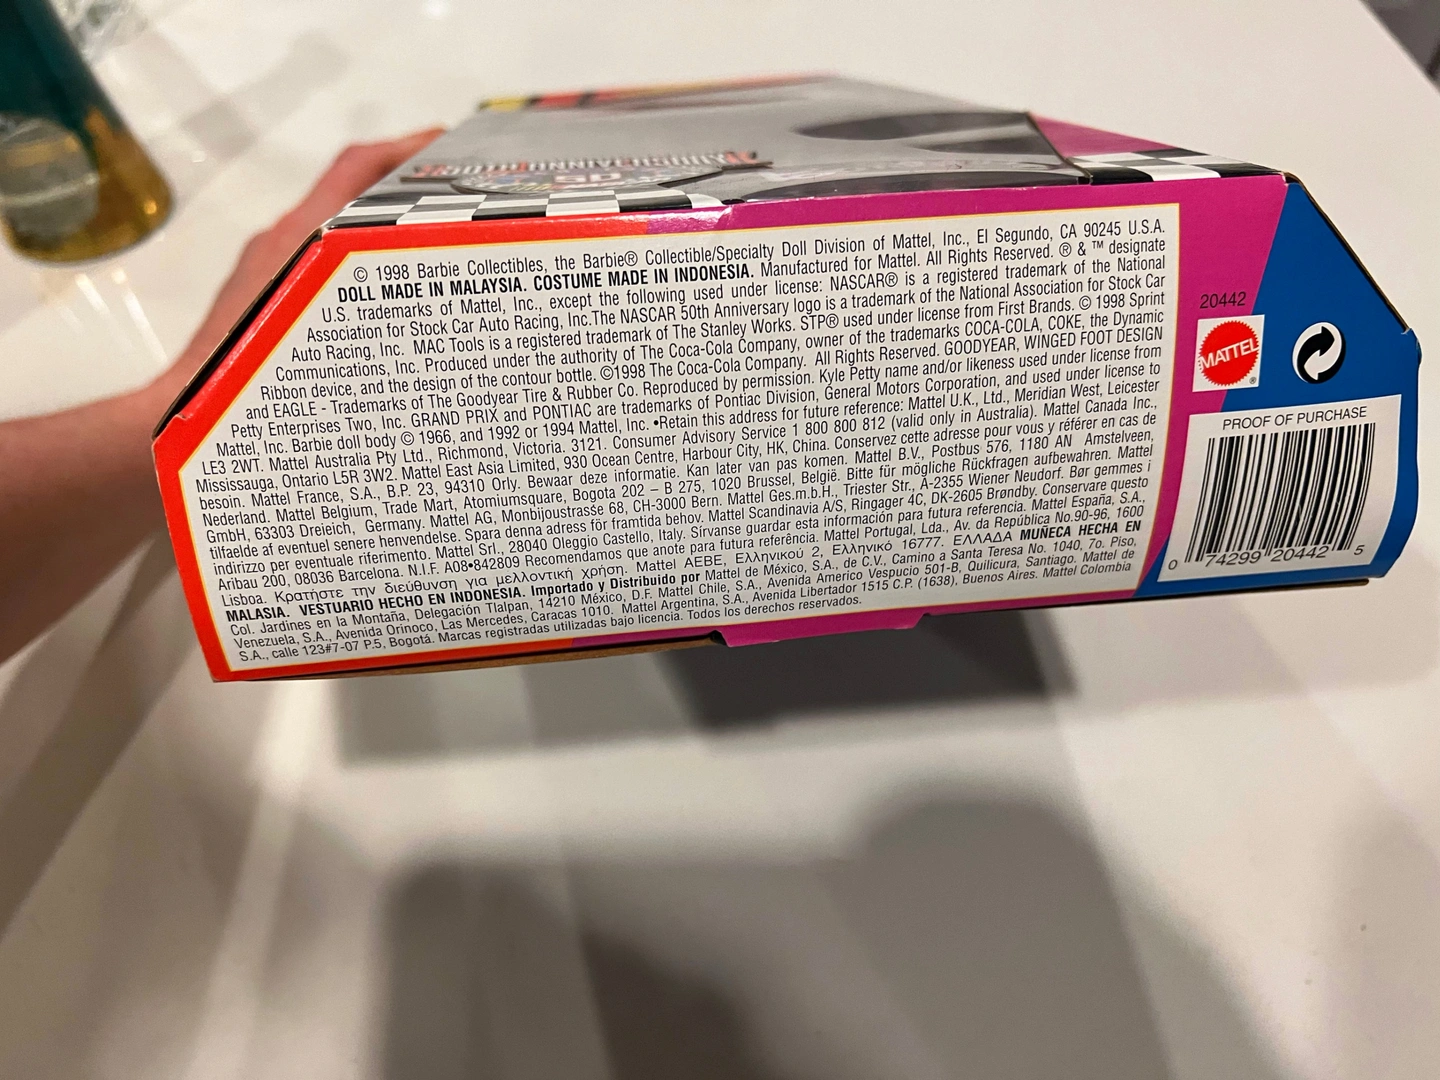 © 1998 Barbie Collectibles, the Barbie® Collectible/Specialty Doll Division of Mattel, Inc., El Segundo, CA 90245 U.S.A.
DOLL MADE IN MALAYSIA. COSTUME MADE IN INDONESIA. Manufactured for Mattel. All Rights Reserved. ® & ™ designate
U.S. trademarks of Mattel, Inc., except the following used under license: NASCAR® is a registered trademark of the National
Association for Stock Car Auto Racing, Inc.The NASCAR 50th Anniversary logo is a trademark of the National Association for Stock Car
Auto Racing, Inc. MAC Tools is a registered trademark of The Stanley Works. STP® used under license from First Brands. © 1998 Sprint
Communications, Inc. Produced under the authority of The Coca-Cola Company, owner of the trademarks COCA-COLA, COKE, the Dynamic
Ribbon device, and the design of the contour bottle. ©1998 The Coca-Cola Company. All Rights Reserved. GOODYEAR, WINGED FOOT DESIGN
and EAGLE - Trademarks of The Goodyear Tire & Rubber Co. Reproduced by permission. Kyle Petty name and/or likeness used under license from
Petty Enterprises Two, Inc. GRAND PRIX and PONTIAC are trademarks of Pontiac Division, General Motors Corporation, and used under license to
Mattel, Inc. Barbie doll body © 1966, and 1992 or 1994 Mattel, Inc. •Retain this address for future reference: Mattel U.K., Ltd., Meridian West, Leicester
LE3 2WT. Mattel Australia Pty Ltd., Richmond, Victoria. 3121. Consumer Advisory Service 1 800 800 812 (valid only in Australia). Mattel Canada Inc.,
Mississauga, Ontario L5R 3W2. Mattel East Asia Limited, 930 Ocean Centre, Harbour City, HK, China. Conservez cette adresse pour vous y référer en cas de
besoin. Mattel France, S.A., B.P. 23, 94310 Orly. Bewaar deze informatie. Kan later van pas komen. Mattel B.V., Postbus 576, 1180 AN Amstelveen,
Nederland. Mattel Belgium, Trade Mart, Atomiumsquare, Bogota 202 – B 275, 1020 Brussel, België. Bitte für mögliche Rückfragen aufbewahren. Mattel
GmbH, 63303 Dreieich, Germany. Mattel AG, Monbijoustrasse 68, CH-3000 Bern. Mattel Ges.m.b.H., Triester Str., A-2355 Wiener Neudorf. Bør gemmes i
tilfælde af eventuel senere henvendelse. Spara denna adress för framtida behov. Mattel Scandinavia A/S, Ringager 4C, DK-2605 Brøndby. Conservare questo
indirizzo per eventuale riferimento. Mattel Srl., 28040 Oleggio Castello, Italy. Sírvanse guardar esta información para futura referencia. Mattel España, S.A.,
Aribau 200, 08036 Barcelona. N.I.F. A08•842809 Recomendamos que anote para futura referência. Mattel Portugal, Lda., Av. da República No.90-96, 1600
Lisboa. Κρατήστε την διεύθυνση για μελλοντική χρήση. Mattel AEBE, Ελληνικού 2, Ελληνικό 16777. ΕΛΛΑΔΑ MUÑECA HECHA EN
MALASIA. VESTUARIO HECHO EN INDONESIA. Importado y Distribuido por Mattel de México, S.A., de C.V., Camino a Santa Teresa No. 1040, 7o. Piso,
Col. Jardines en la Montaña, Delegación Tlalpan, 14210 México, D.F. Mattel Chile, S.A., Avenida Americo Vespucio 501-B, Quilicura, Santiago. Mattel de
Venezuela, S.A., Avenida Orinoco, Las Mercedes, Caracas 1010. Mattel Argentina, S.A., Avenida Libertador 1515 C.P. (1638), Buenos Aires. Mattel Colombia
S.A., calle 123#7-07 P.5, Bogotá. Marcas registradas utilizadas bajo licencia. Todos los derechos reservados.
20442
MATTEL®
PROOF OF PURCHASE
0 74299 20442 5